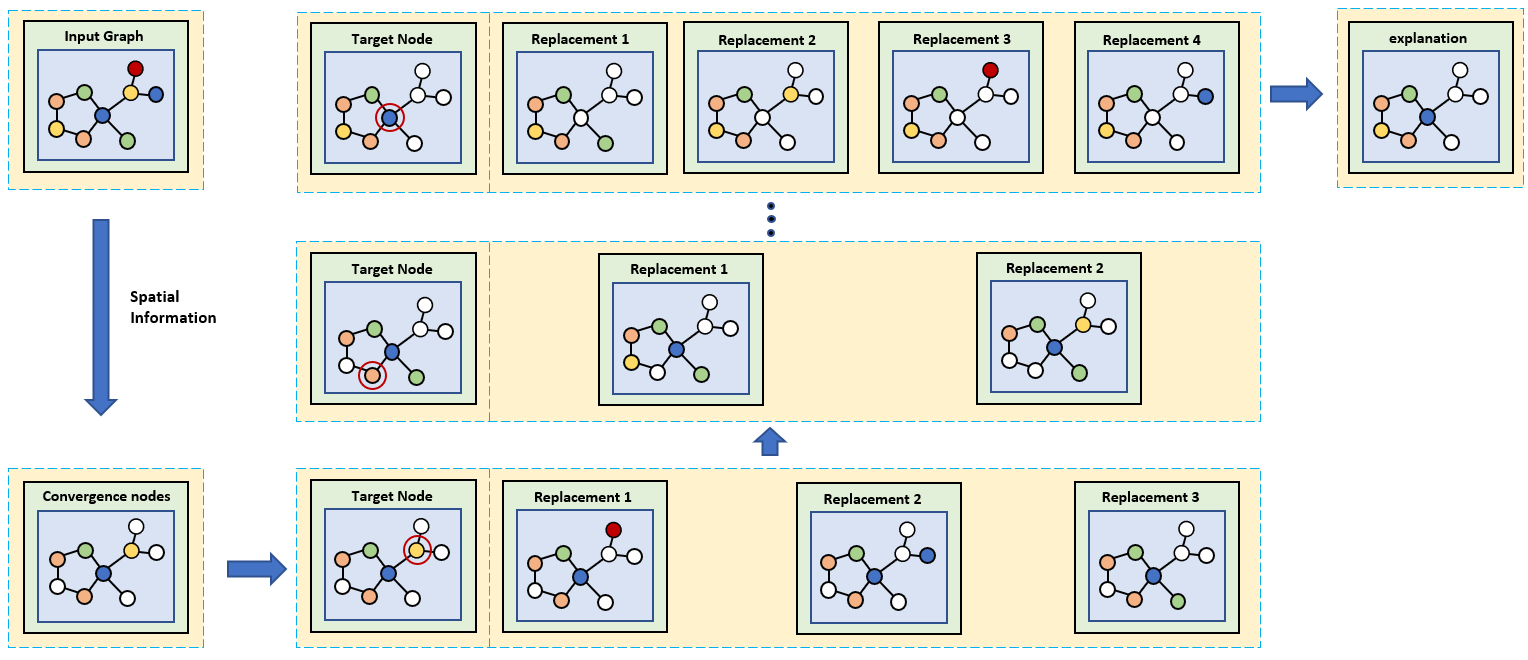 Input Graph
Target Node
Replacement 1
Replacement 2
Replacement 3
Replacement 4
explanation
Spatial
Information
Target Node
Replacement 1
Replacement 2
Convergence nodes
Target Node
Replacement 1
Replacement 2
Replacement 3